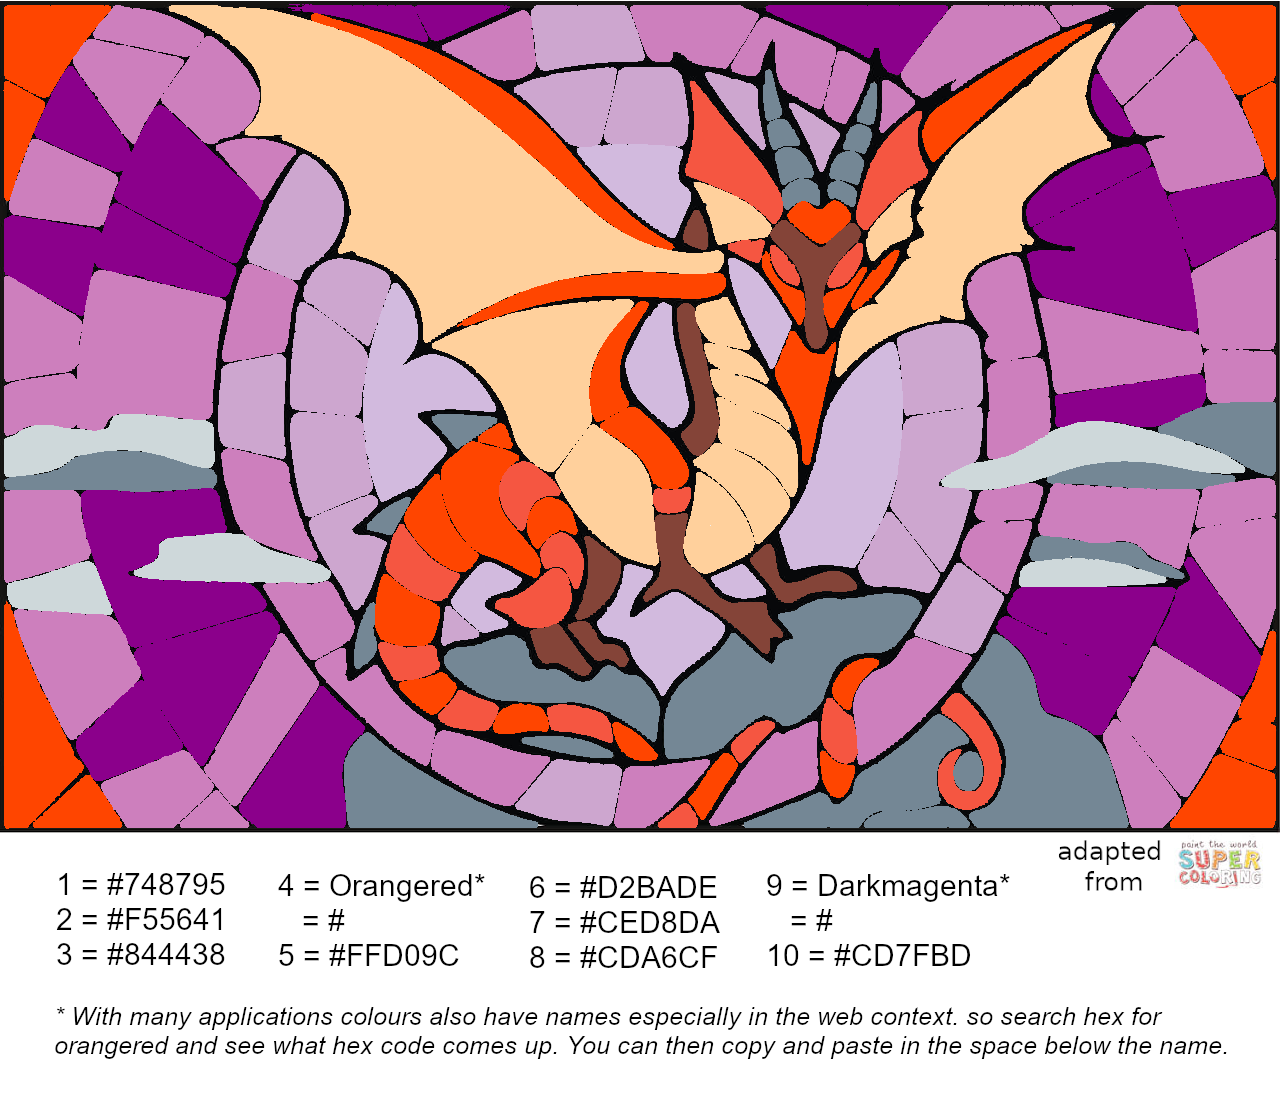 adapted
from
paint the world
SUPER
COLORING
1 = #748795
2 = #F55641
3 = #844438
4 = Orangered*
= #
5 = #FFD09C
6 = #D2BADE
7 = #CED8DA
8 = #CDA6CF
9 = Darkmagenta*
= #
10 = #CD7FBD
* With many applications colours also have names especially in the web context. so search hex for
orangered and see what hex code comes up. You can then copy and paste in the space below the name.